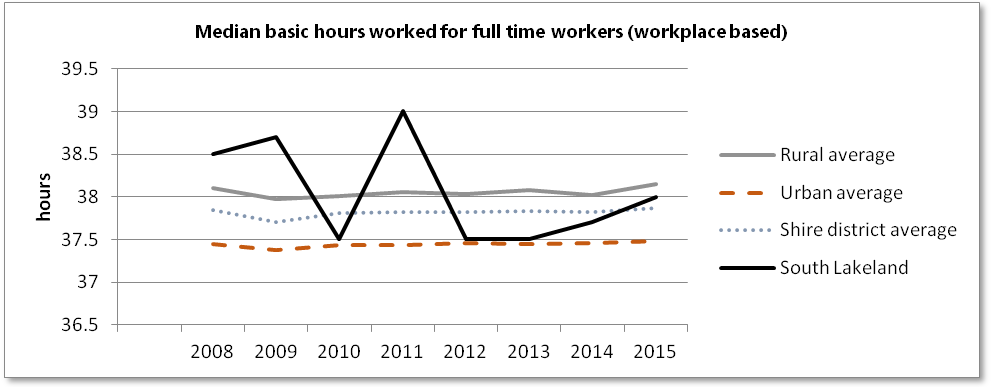 Median basic hours worked for full time workers (workplace based)
hours
39.5
39
38.5
38
37.5
37
36.5
2008 2009 2010 2011 2012 2013 2014 2015
Rural average
Urban average
Shire district average
South Lakeland